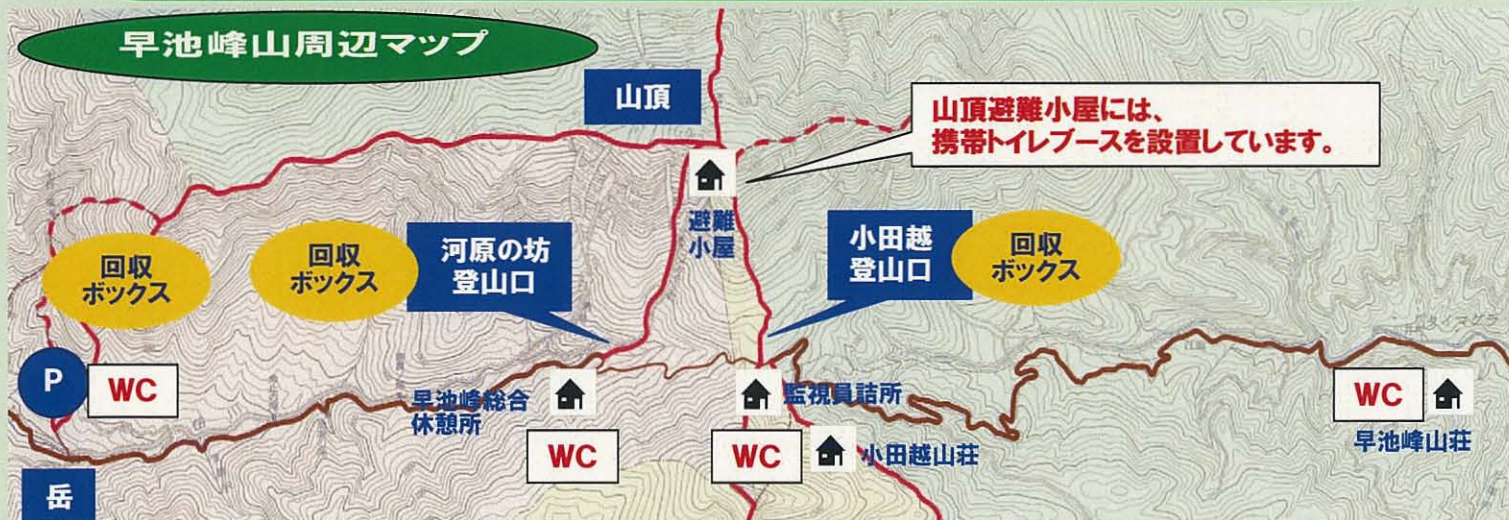 早池峰山周辺マップ
山頂
山頂避難小屋には、
携帯トイレブースを設置しています。
避難
小屋
回収
ボックス
回収
ボックス
河原の坊
登山口
小田越
登山口
回収
ボックス
タイマグラ
P
WC
早池峰総合
休憩所
WC
監視員詰所
WC
小田越山荘
WC
早池峰山荘
岳